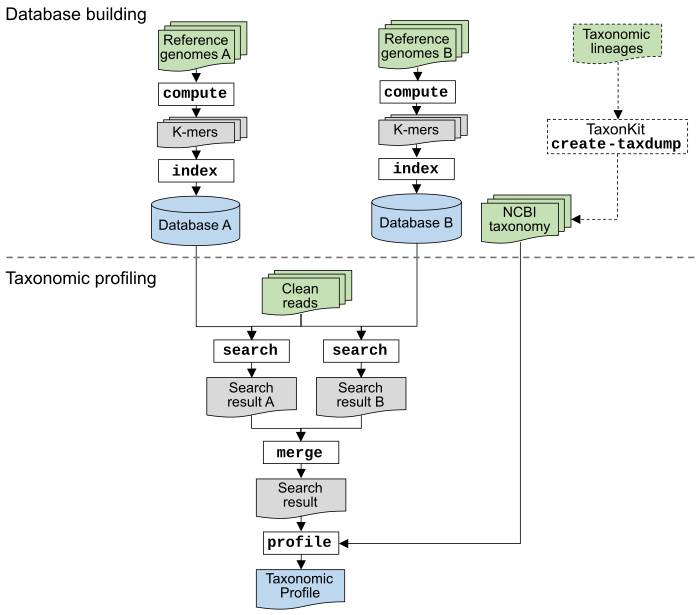 Database building
Reference
genomes A
compute
K-mers
index
Database A
Reference
genomes B
compute
K-mers
index
Database B
Taxonomic
lineages
TaxonKit
create-taxdump
NCBI
taxonomy
Taxonomic profiling
Clean
reads
search
search
Search
result A
Search
result B
merge
Search
result
profile
Taxonomic
Profile